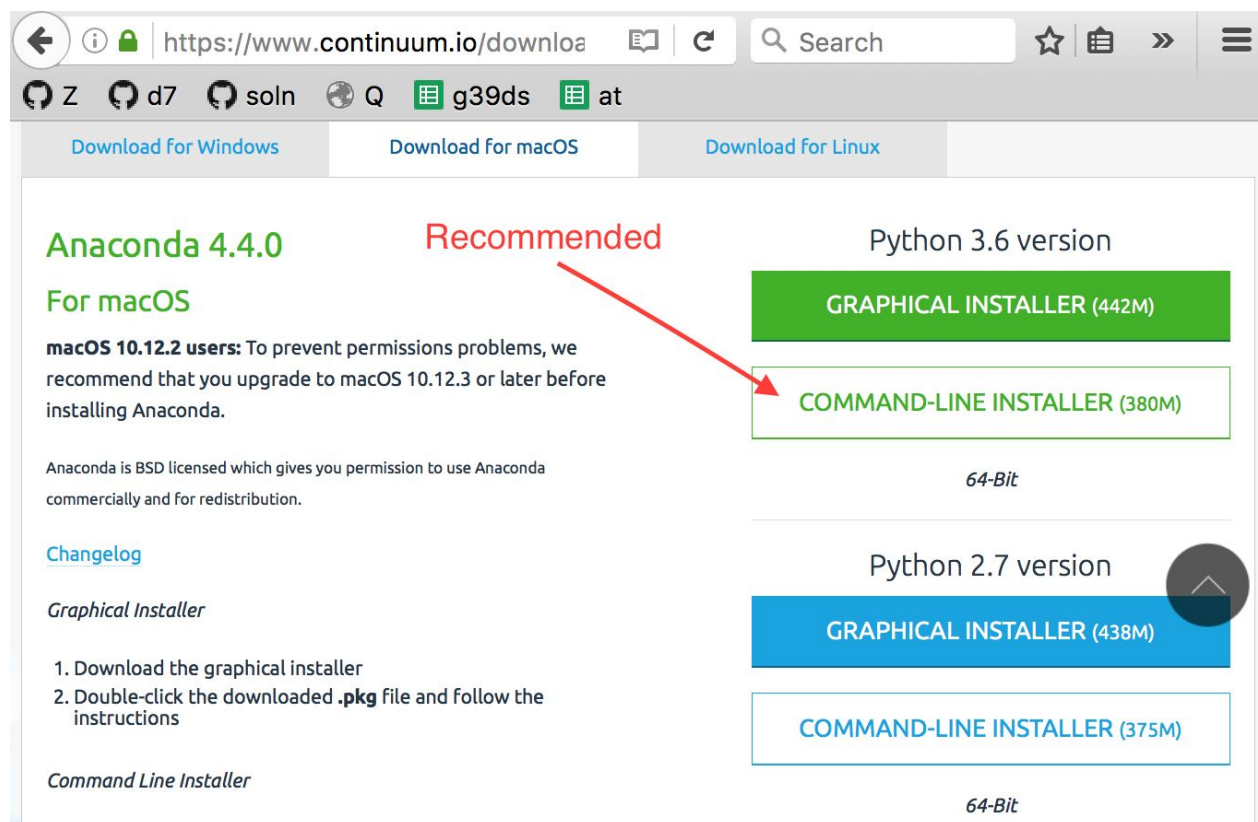 https://www.continuum.io/downloa
Search
Z d7 soln Q g39ds at
Download for Windows
Download for macOS
Download for Linux
Anaconda 4.4.0
For macOS
macOS 10.12.2 users: To prevent permissions problems, we
recommend that you upgrade to macOS 10.12.3 or later before
installing Anaconda.
Anaconda is BSD licensed which gives you permission to use Anaconda
commercially and for redistribution.
Changelog
Graphical Installer
1. Download the graphical installer
2. Double-click the downloaded .pkg file and follow the
instructions
Command Line Installer
Recommended
Python 3.6 version
GRAPHICAL INSTALLER (442M)
COMMAND-LINE INSTALLER (380M)
64-Bit
Python 2.7 version
GRAPHICAL INSTALLER (438M)
COMMAND-LINE INSTALLER (375M)
64-Bit